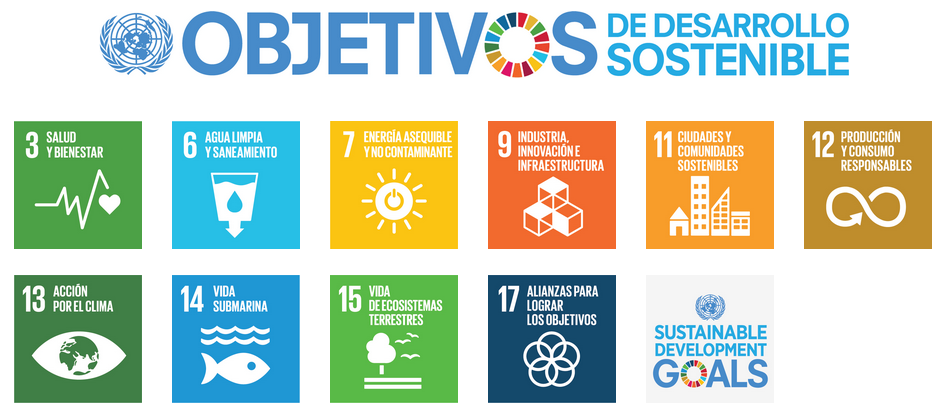 OBJETIVOS DE DESARROLLO
SOSTENIBLE
3 SALUD
Y BIENESTAR
6 AGUA LIMPIA
Y SANEAMIENTO
7 ENERGÍA ASEQUIBLE
Y NO CONTAMINANTE
9 INDUSTRIA,
INNOVACIÓN E
INFRAESTRUCTURA
11 CIUDADES Y
COMUNIDADES
SOSTENIBLES
12 PRODUCCIÓN
Y CONSUMO
RESPONSABLES
13 ACCIÓN
POR EL CLIMA
14 VIDA
SUBMARINA
15 VIDA
DE ECOSISTEMAS
TERRESTRES
17 ALIANZAS PARA
LOGRAR
LOS OBJETIVOS
SUSTAINABLE
DEVELOPMENT
GOALS